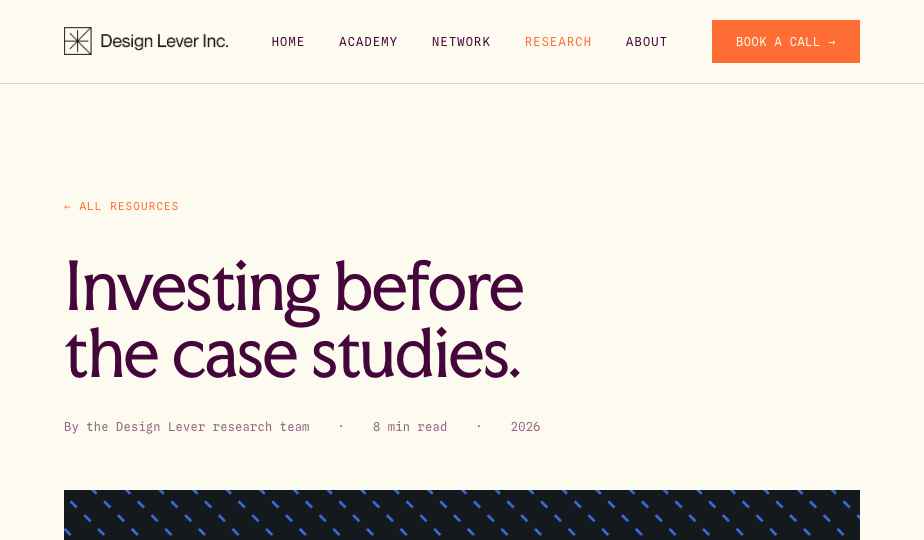 Design Lever Inc.
HOME ACADEMY NETWORK RESEARCH ABOUT
BOOK A CALL →
← ALL RESOURCES
Investing before
the case studies.
By the Design Lever research team · 8 min read · 2026